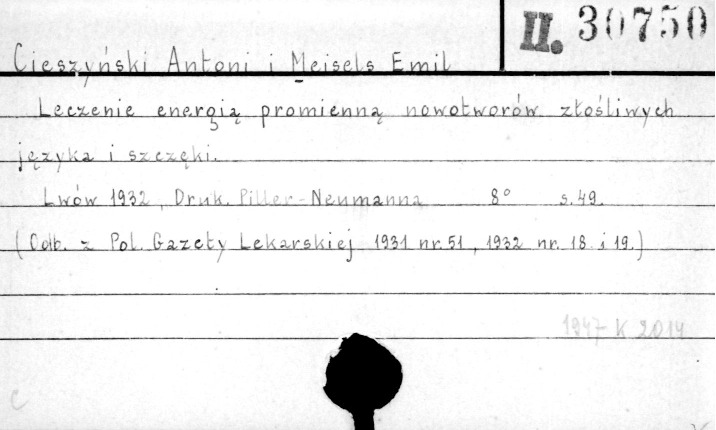 II. 30750
Cieszyński Antoni i Meisels Emil
Leczenie energią promienną nowotworów złośliwych
języka i szczęki.
Lwów 1932, Druk. Piller-Neumanna 8° s.49.
(Odb. z Pol. Gazety Lekarskiej 1931 nr. 51, 1932 nr. 18 i 19.)
1947 K 2014
C